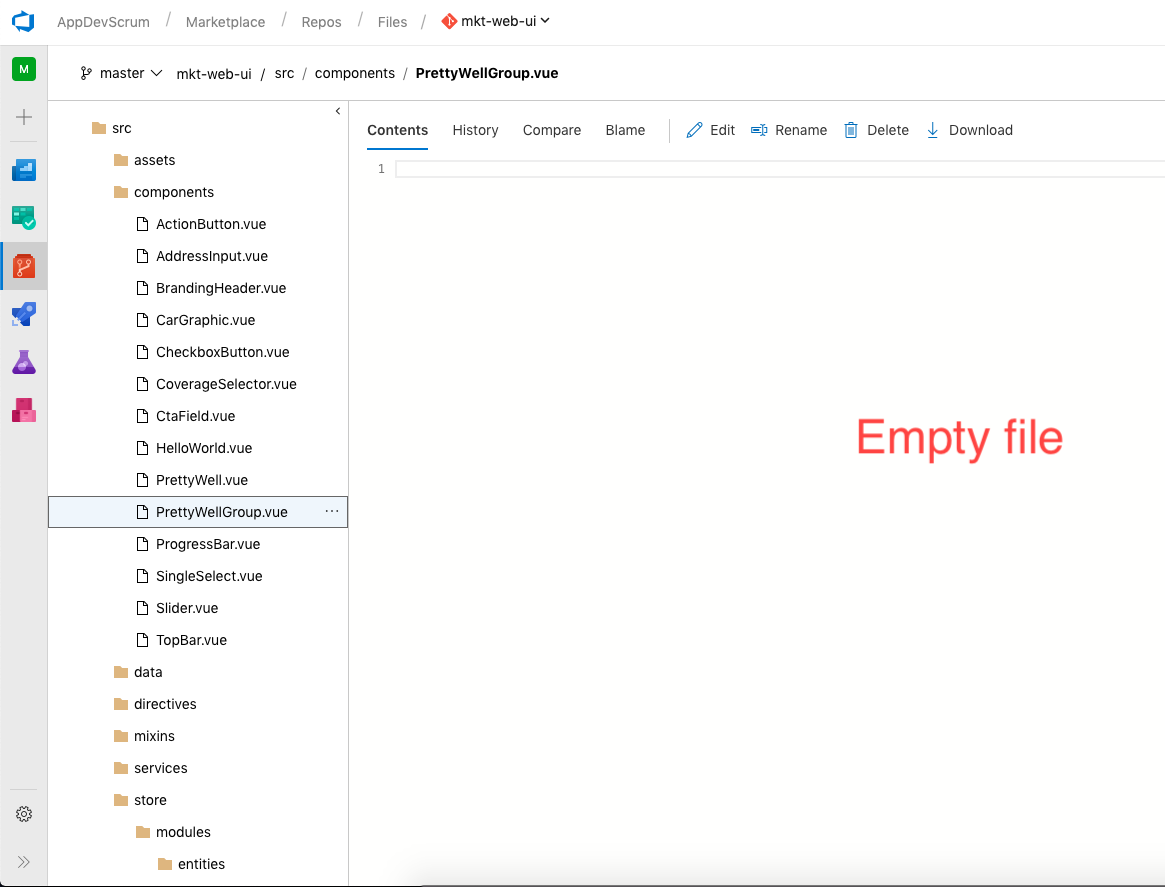 AppDevScrum / Marketplace / Repos / Files / mkt-web-ui
M
master mkt-web-ui / src / components / PrettyWellGroup.vue
src
assets
components
ActionButton.vue
AddressInput.vue
BrandingHeader.vue
CarGraphic.vue
CheckboxButton.vue
CoverageSelector.vue
CtaField.vue
HelloWorld.vue
PrettyWell.vue
PrettyWellGroup.vue ...
ProgressBar.vue
SingleSelect.vue
Slider.vue
TopBar.vue
data
directives
mixins
services
store
modules
entities
Contents History Compare Blame Edit Rename Delete Download
1
Empty file